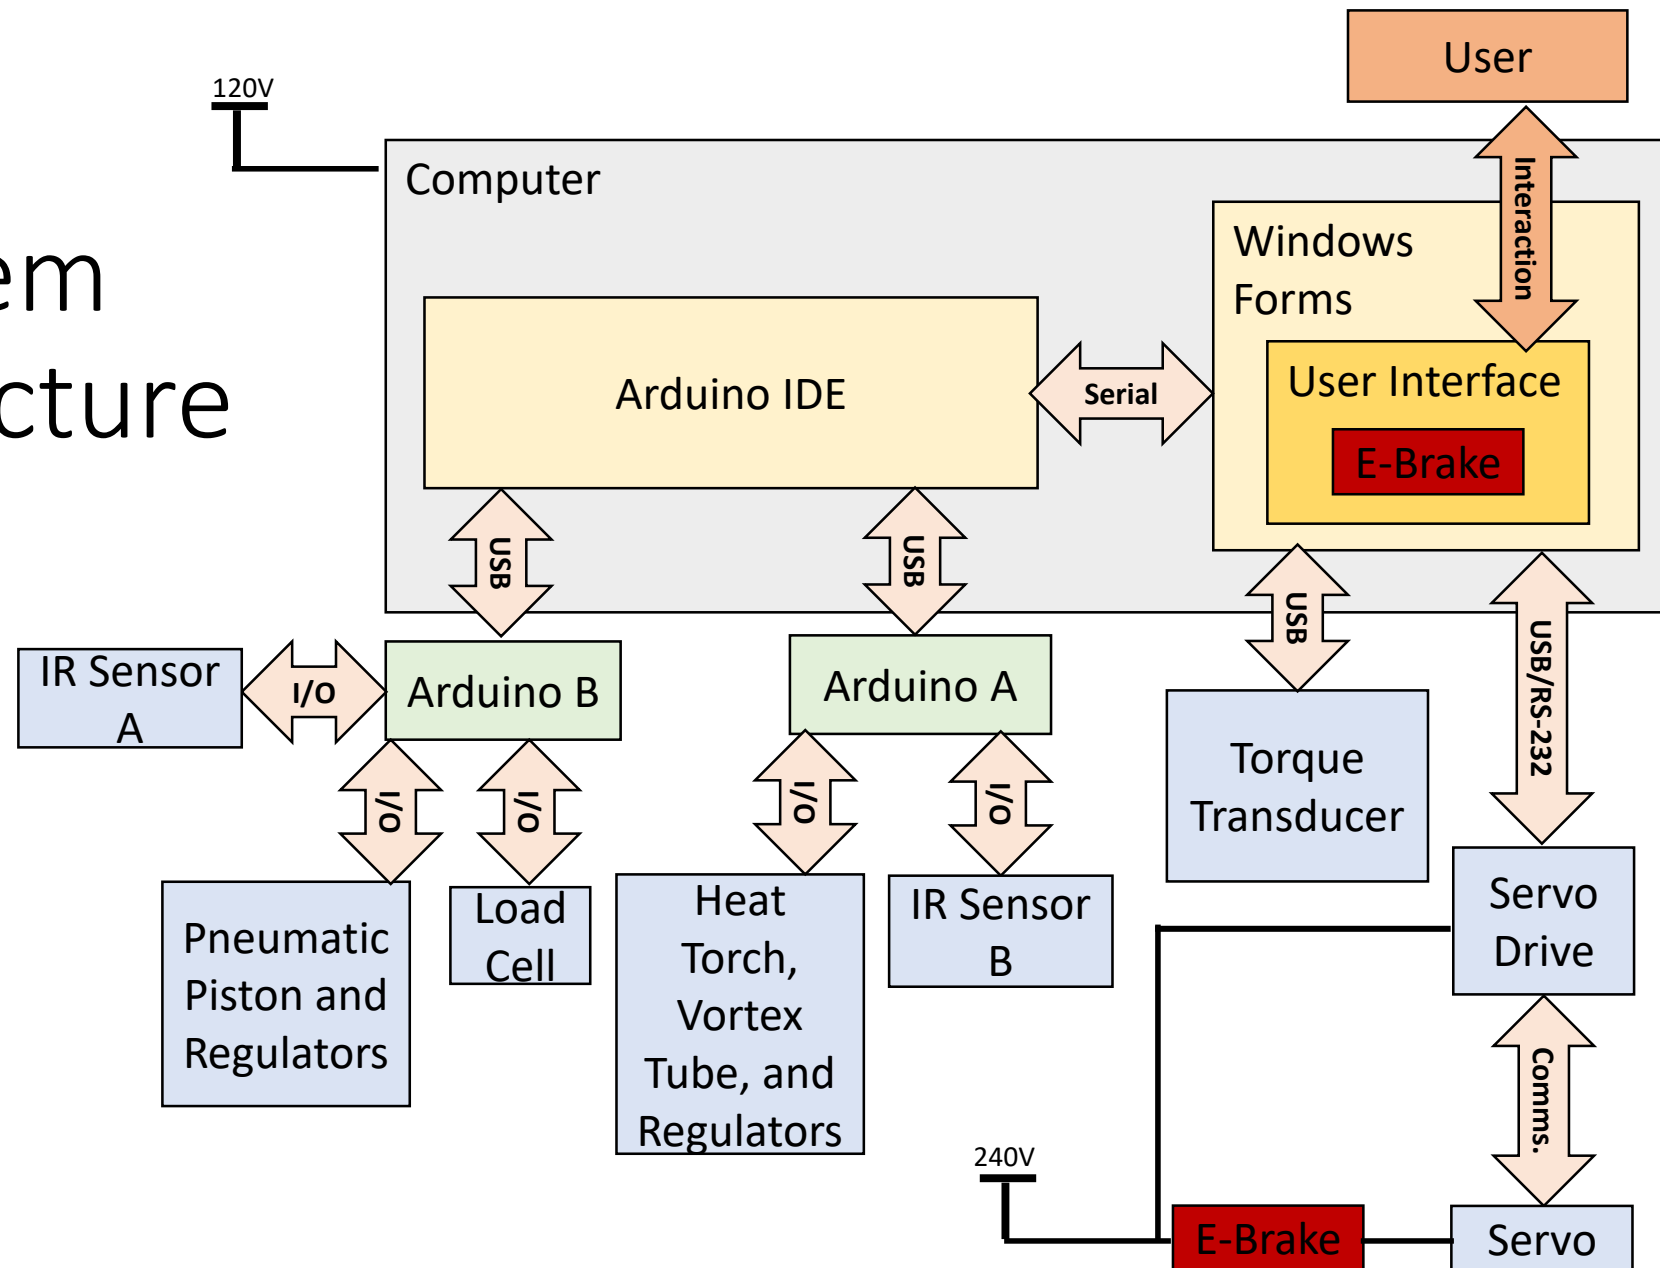 User
120V
Interaction
Computer
em
cture
Windows
Forms
Arduino IDE
Serial
User Interface
E-Brake
USB
USB
USB
USB/RS-232
IR Sensor
A
I/O
Arduino B
Arduino A
Torque
Transducer
I/O
I/O
I/O
I/O
Pneumatic
Piston and
Regulators
Load
Cell
Heat
Torch,
Vortex
Tube, and
Regulators
IR Sensor
B
Servo
Drive
Comms.
240V
E-Brake
Servo